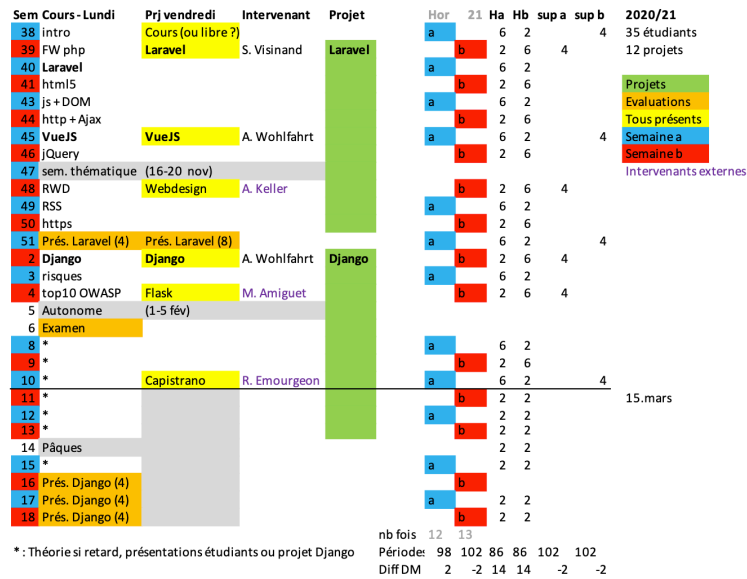 Sem Cours - Lundi Prj vendredi Intervenant Projet Hor 21 Ha Hb sup a sup b 2020/21
38 intro Cours (ou libre ?) a 6 2 4 35 étudiants
39 FW php Laravel S. Visinand Laravel b 2 6 4 12 projets
40 Laravel a 6 2
41 html5 b 2 6 Projets
43 js + DOM a 6 2 Evaluations
44 http + Ajax b 2 6 Tous présents
45 VueJS VueJS A. Wohlfahrt a 6 2 4 Semaine a
46 jQuery b 2 6 Semaine b
47 sem. thématique (16-20 nov) Intervenants externes
48 RWD Webdesign A. Keller b 2 6 4
49 RSS a 6 2
50 https b 2 6
51 Prés. Laravel (4) Prés. Laravel (8) a 6 2 4
2 Django Django A. Wohlfahrt Django b 2 6 4
3 risques a 6 2
4 top10 OWASP Flask M. Amiguet b 2 6 4
5 Autonome (1-5 fév)
6 Examen
8 * a 6 2
9 * b 2 6
10 * Capistrano R. Emourgeon a 6 2 4
11 * b 2 2 15.mars
12 * a 2 2
13 * b 2 2
14 Pâques 2 2
15 * a 2 2
16 Prés. Django (4) b
17 Prés. Django (4) a 2 2
18 Prés. Django (4) b 2 2
nb fois 12 13
* : Théorie si retard, présentations étudiants ou projet Django Périodes 98 102 86 86 102 102
Diff DM 2 -2 14 14 -2 -2